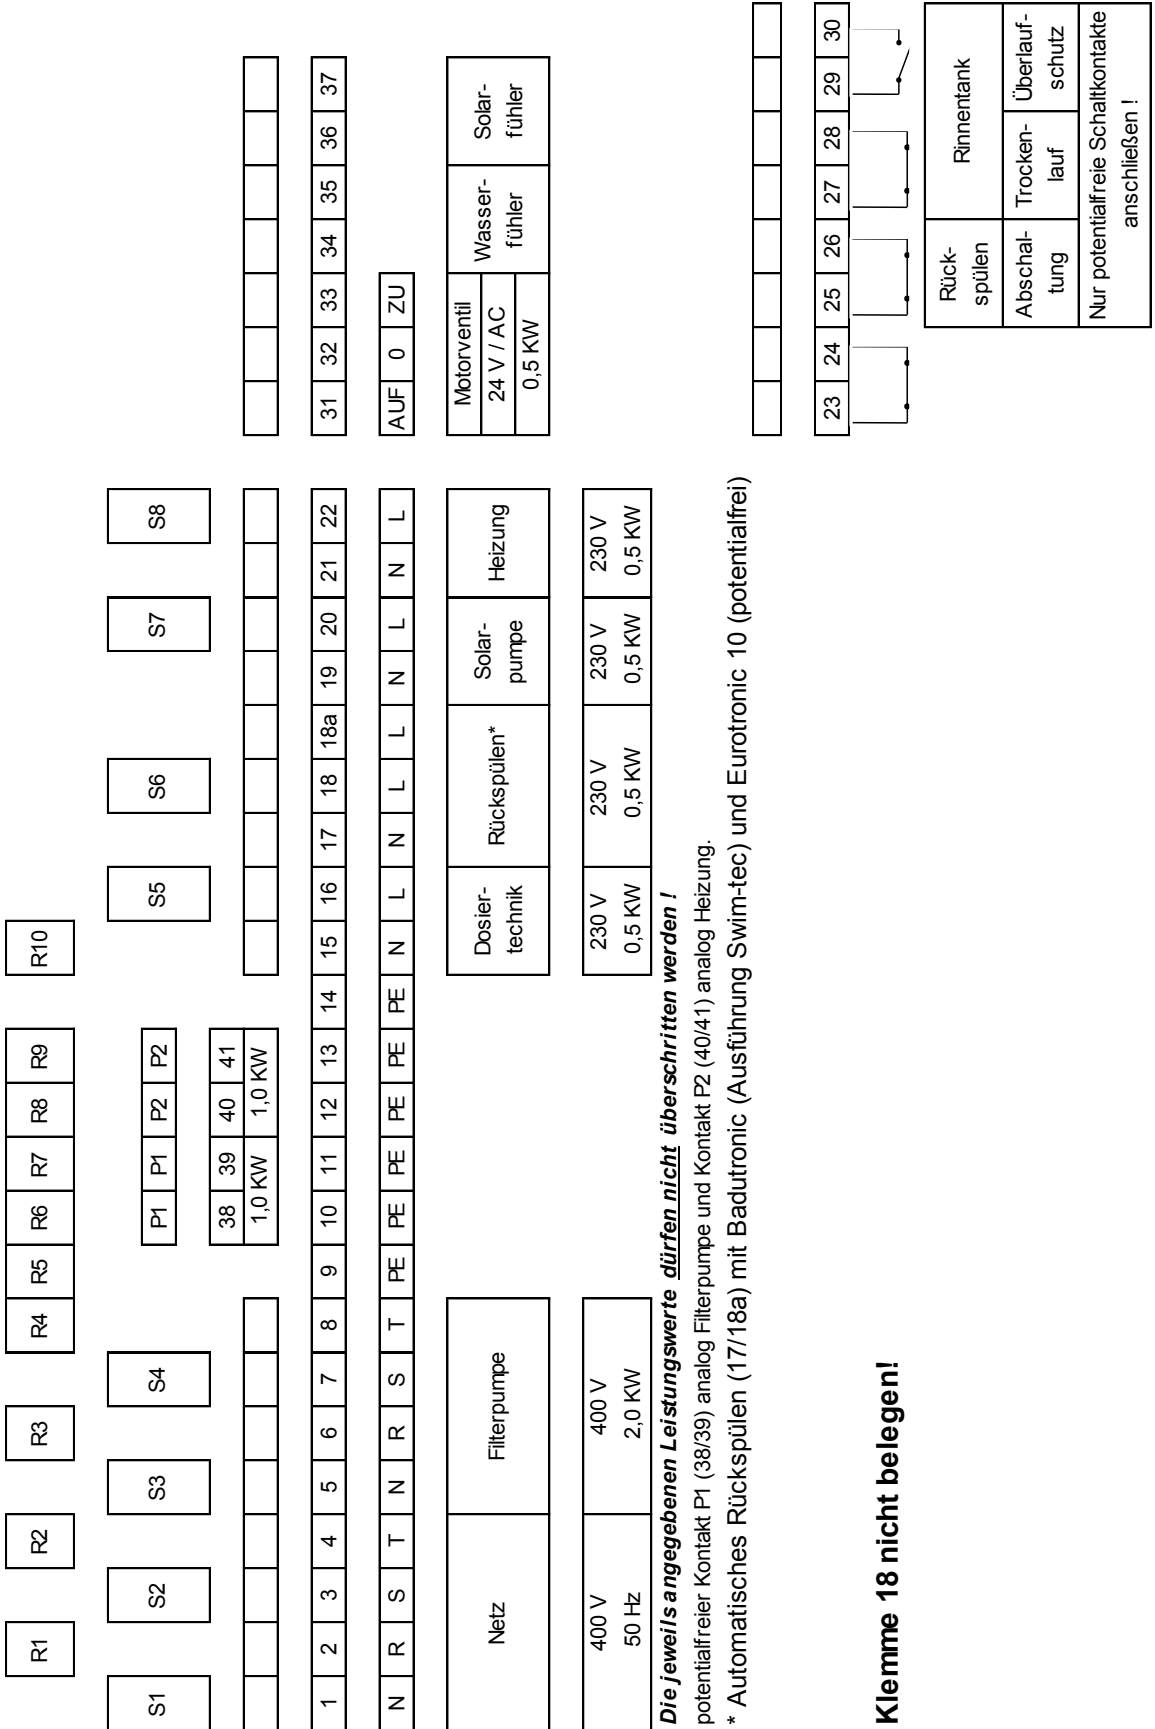 R1 R2 R3 R4 R5 R6 R7 R8 R9 R10
S1 S2 S3 S4 S5 S6 S7 S8
P1 P1 P2 P2
38 39 40 41
1,0 KW 1,0 KW
1 2 3 4 5 6 7 8 9 10 11 12 13 14 15 16 17 18 18a 19 20 21 22 31 32 33 34 35 36 37
N R S T N R S T PE PE PE PE PE PE N L N L L N L N L AUF 0 ZU
Netz
Filterpumpe
Dosier-
technik
Rückspülen*
Solar-
pumpe
Heizung
Motorventil
24 V / AC
0,5 KW
Wasser-
fühler
Solar-
fühler
400 V
50 Hz
400 V
2,0 KW
230 V
0,5 KW
230 V
0,5 KW
230 V
0,5 KW
230 V
0,5 KW
Die jeweils angegebenen Leistungswerte dürfen nicht überschritten werden !
potentialfreier Kontakt P1 (38/39) analog Filterpumpe und Kontakt P2 (40/41) analog Heizung.
* Automatisches Rückspülen (17/18a) mit Badutronic (Ausführung Swim-tec) und Eurotronic 10 (potentialfrei)
23 24 25 26 27 28 29 30
Rück-
spülen
Rinnentank
Abschal-
tung
Trocken-
lauf
Überlauf-
schutz
Nur potentialfreie Schaltkontakte
anschließen !
Klemme 18 nicht belegen!